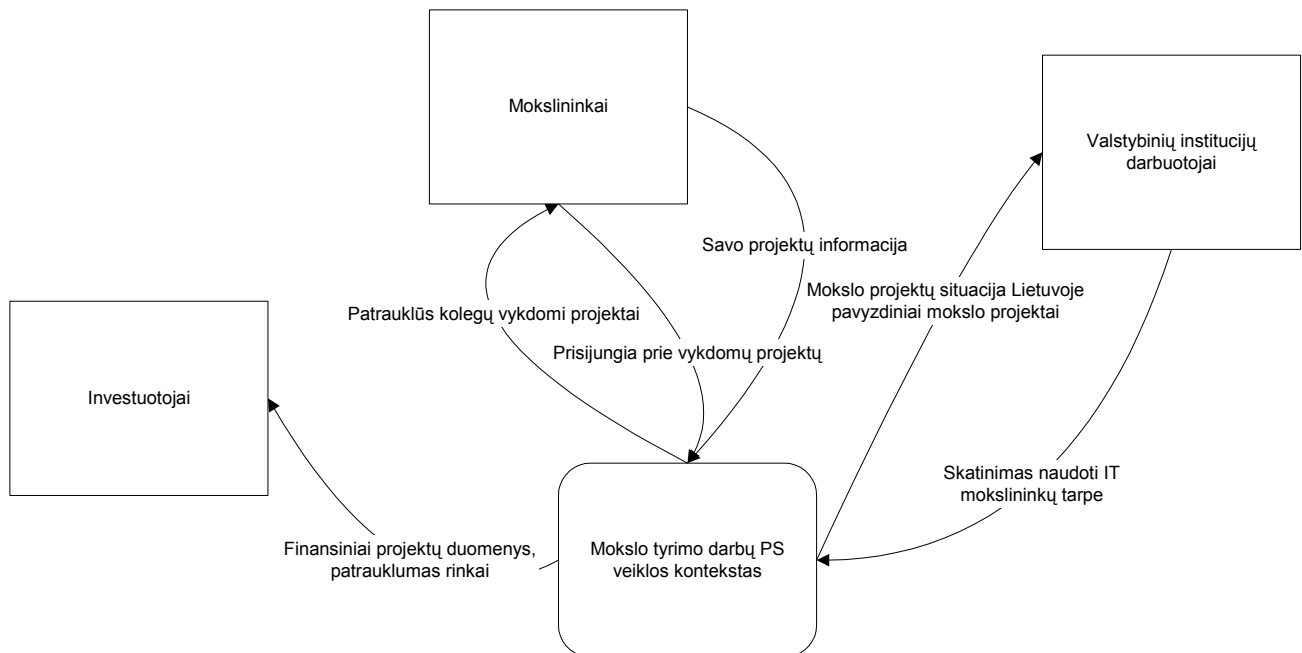 Mokslininkai
Valstybinių institucijų
darbuotojai
Savo projektų informacija
Mokslo projektų situacija Lietuvoje
pavyzdiniai mokslo projektai
Patrauklūs kolegų vykdomi projektai
Prisijungia prie vykdomų projektų
Investuotojai
Skatinimas naudoti IT
mokslininkų tarpe
Finansiniai projektų duomenys,
patrauklumas rinkai
Mokslo tyrimo darbų PS
veiklos kontekstas